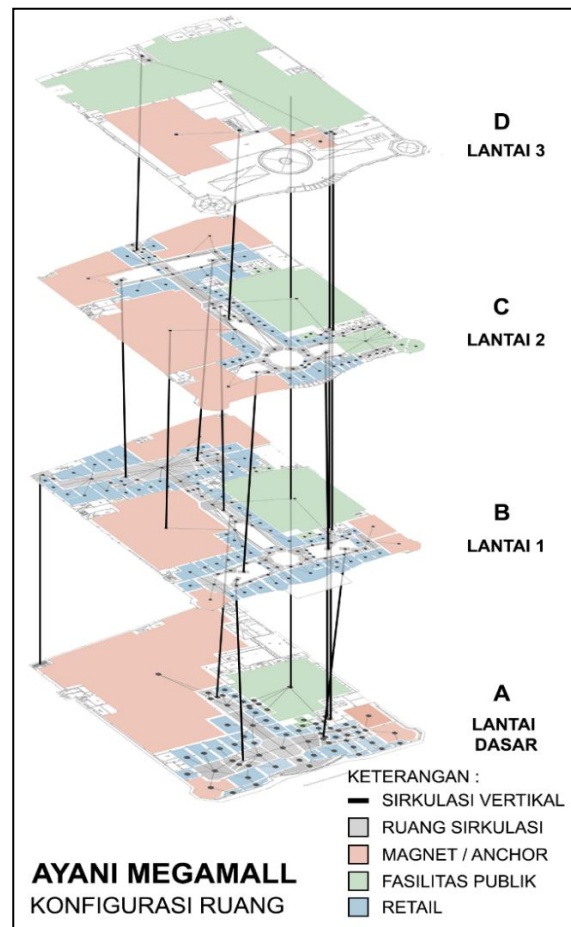 D
LANTAI 3
C
LANTAI 2
B
LANTAI 1
A
LANTAI
DASAR
KETERANGAN :
SIRKULASI VERTIKAL
RUANG SIRKULASI
MAGNET / ANCHOR
FASILITAS PUBLIK
RETAIL
AYANI MEGAMALL
KONFIGURASI RUANG